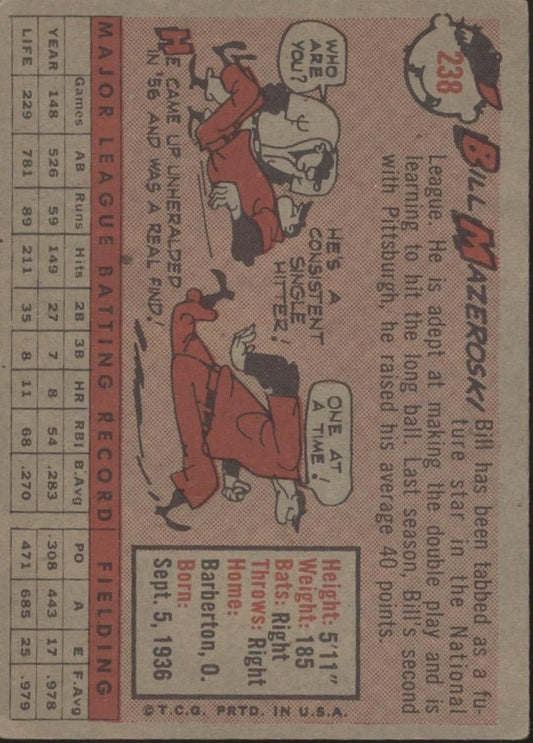 238
BILL MAZEROSKI
Bill has been tabbed as a fu-
ture star in the National
League. He is adept at making the double play and is
learning to hit the long ball. Last season, Bill's second
with Pittsburgh, he raised his average 40 points.
WHO
ARE
YOU?
HE CAME UP UNHERALDED
IN '56 AND WAS A REAL FIND!
HE'S A
CONSISTENT
SINGLE
HITTER!
ONE AT
A TIME!
Height: 5'11"
Weight: 185
Bats: Right
Throws: Right
Home:
Barberton, O.
Born:
Sept. 5, 1936
©T.C.G. PRTD. IN U.S.A.
MAJOR LEAGUE BATTING RECORD FIELDING
Games AB Runs Hits 2B 3B HR RBI B.Avg PO A E F.Avg
YEAR 148 526 59 149 27 7 8 54 .283 .308 443 17 .978
LIFE 229 781 89 211 35 8 11 68 .270 471 685 25 .979